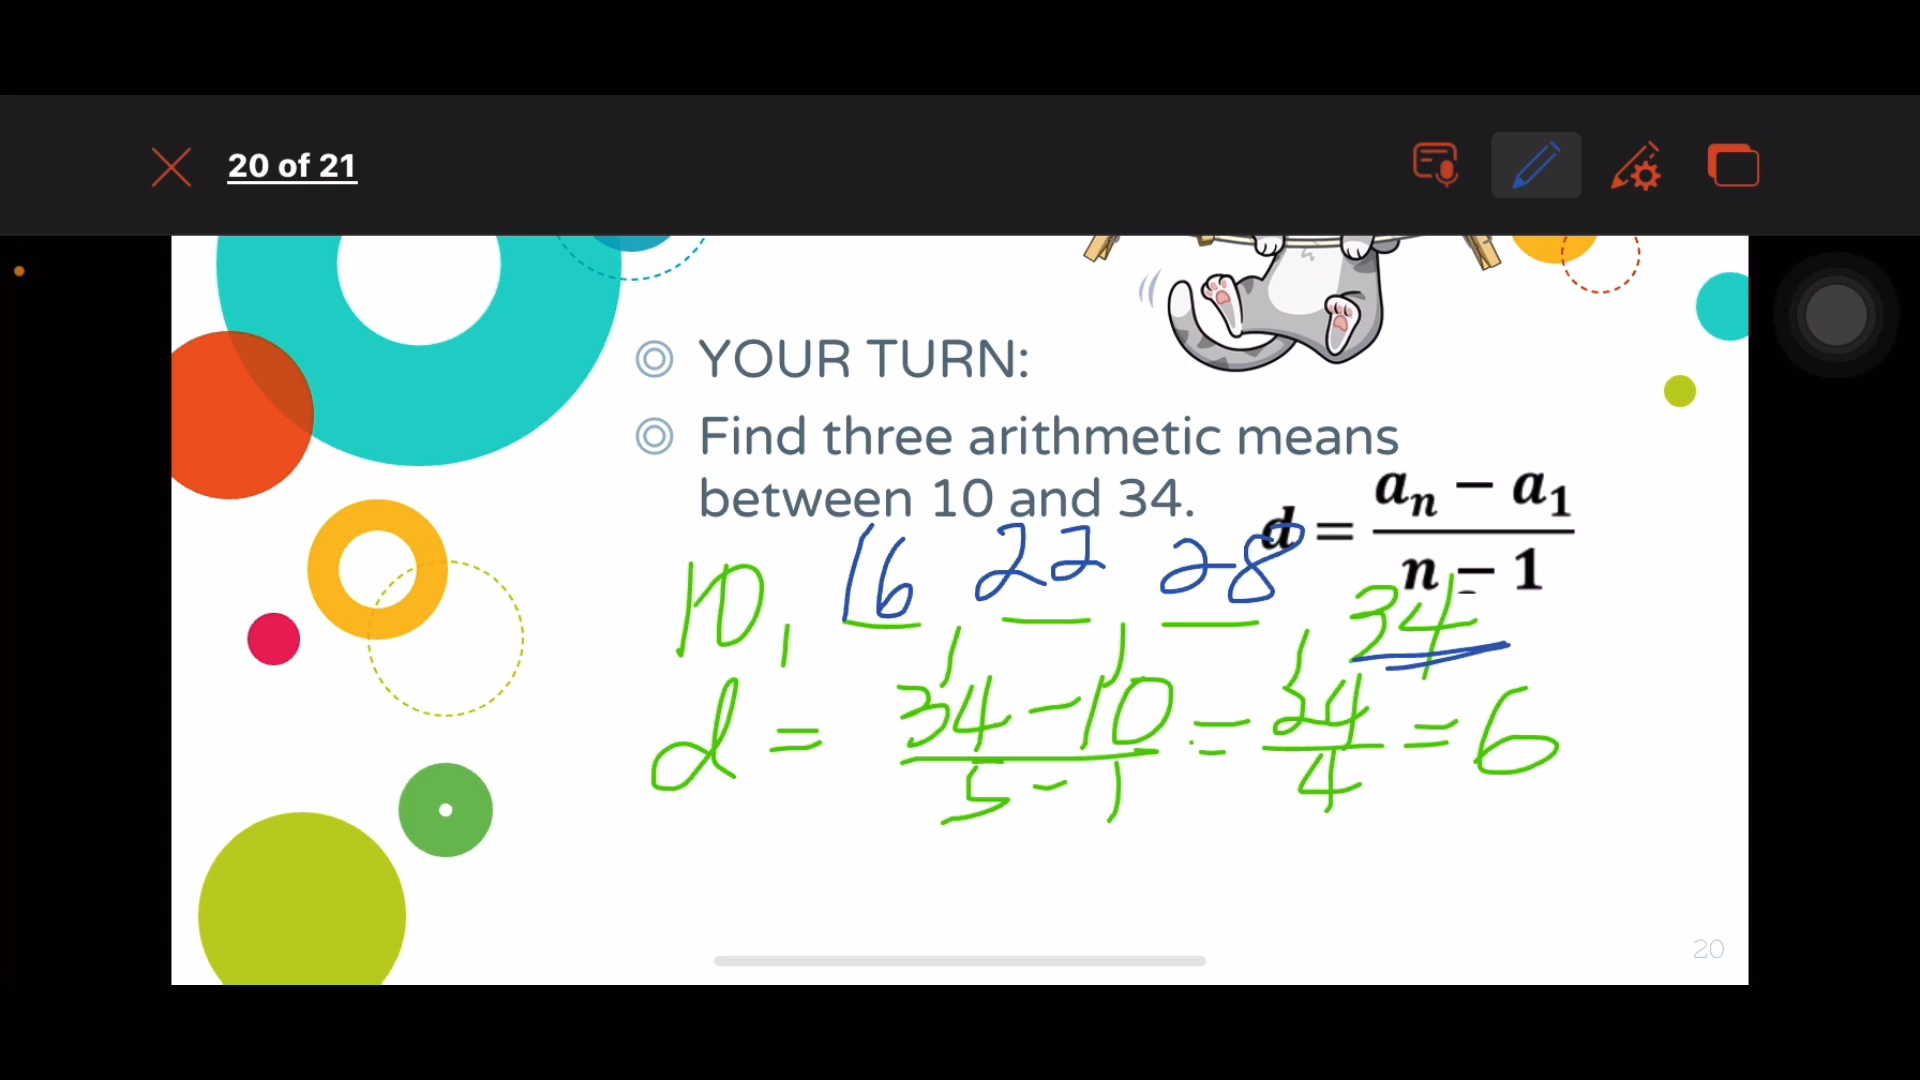 20 of 21
YOUR TURN:
Find three arithmetic means
between 10 and 34.
d = (aₙ − a₁) / (n − 1)
10, 16, 22, 28, 34
d = (34 − 10) / (5 − 1) = 24/4 = 6
20